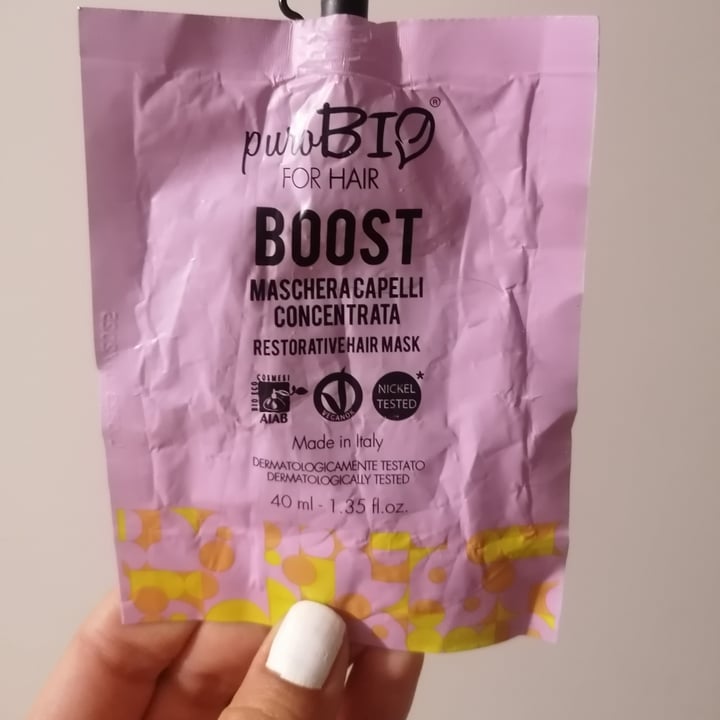 puroBIO®
FOR HAIR
BOOST
MASCHERA CAPELLI
CONCENTRATA
RESTORATIVE HAIR MASK
COSMESI
BIO ECO
AIAB
VEGANOK
NICKEL
TESTED
*
Made in Italy
DERMATOLOGICAMENTE TESTATO
DERMATOLOGICALLY TESTED
40 ml - 1.35 fl.oz.